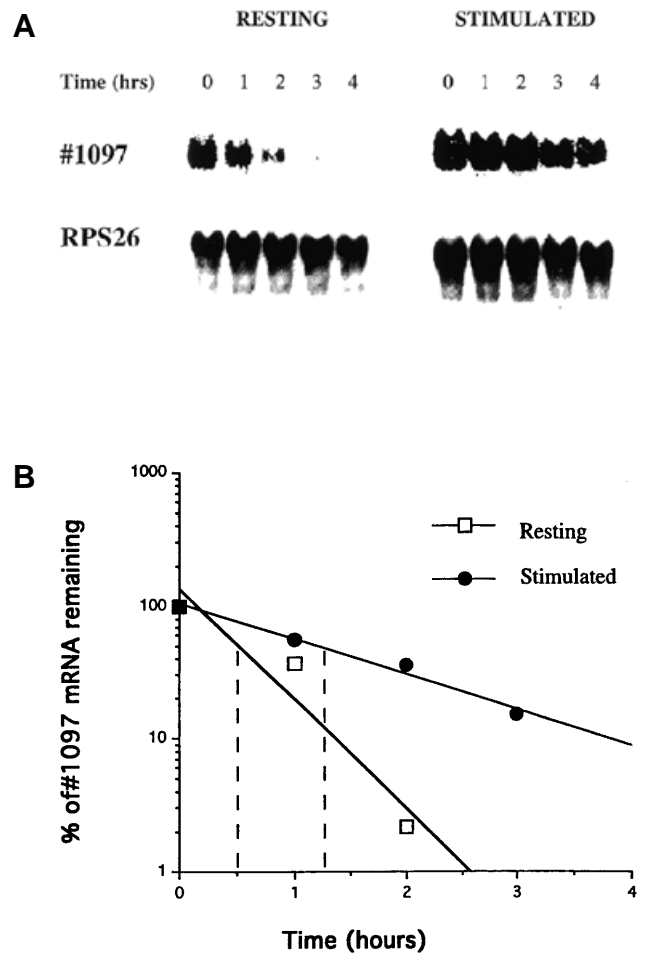 A
RESTING STIMULATED
Time (hrs) 0 1 2 3 4 0 1 2 3 4
#1097
RPS26
B
% of#1097 mRNA remaining
1000
100
10
1
Resting
Stimulated
0 1 2 3 4
Time (hours)